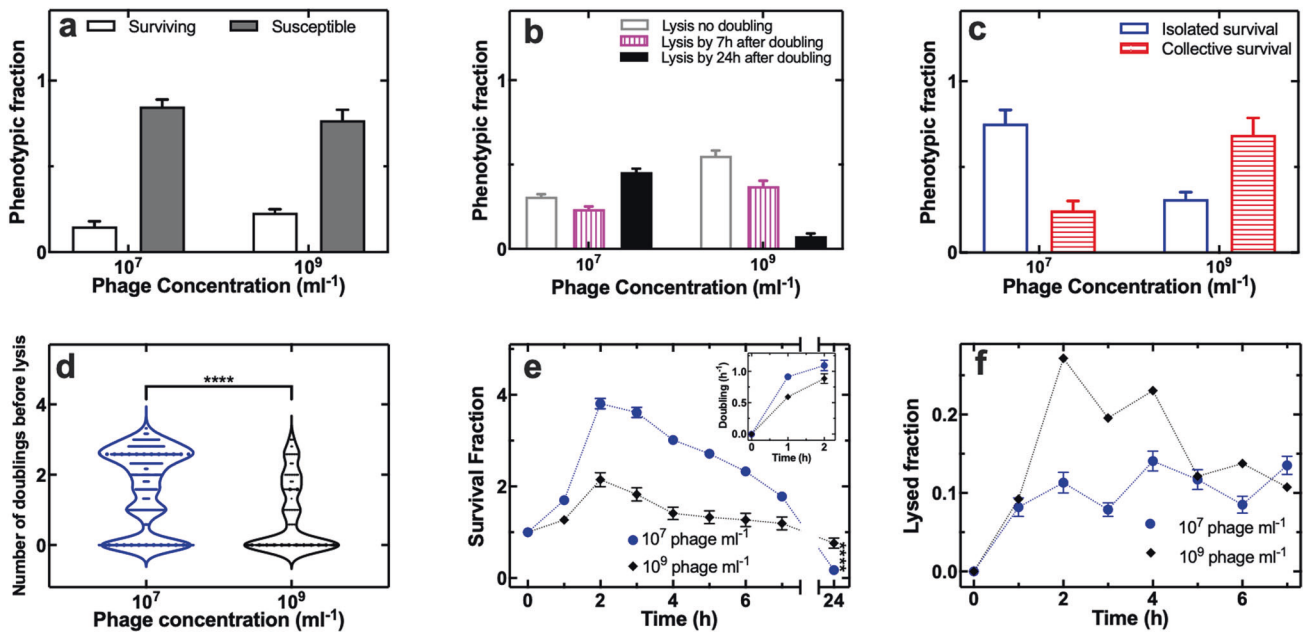 a
Surviving
Susceptible
Phenotypic fraction
1
0
10⁷
10⁹
Phage Concentration (ml⁻¹)
b
Lysis no doubling
Lysis by 7h after doubling
Lysis by 24h after doubling
Phenotypic fraction
1
0
10⁷
10⁹
Phage Concentration (ml⁻¹)
c
Isolated survival
Collective survival
Phenotypic fraction
1
0
10⁷
10⁹
Phage Concentration (ml⁻¹)
d
****
Number of doublings before lysis
4
2
0
10⁷
10⁹
Phage concentration (ml⁻¹)
e
Survival Fraction
4
2
0
0
2
4
6
24
Time (h)
10⁷ phage ml⁻¹
10⁹ phage ml⁻¹
****
Doubling (h⁻¹)
1.0
0.5
0.0
0
1
2
Time (h)
f
Lysed fraction
0.2
0.1
0.0
0
2
4
6
Time (h)
10⁷ phage ml⁻¹
10⁹ phage ml⁻¹